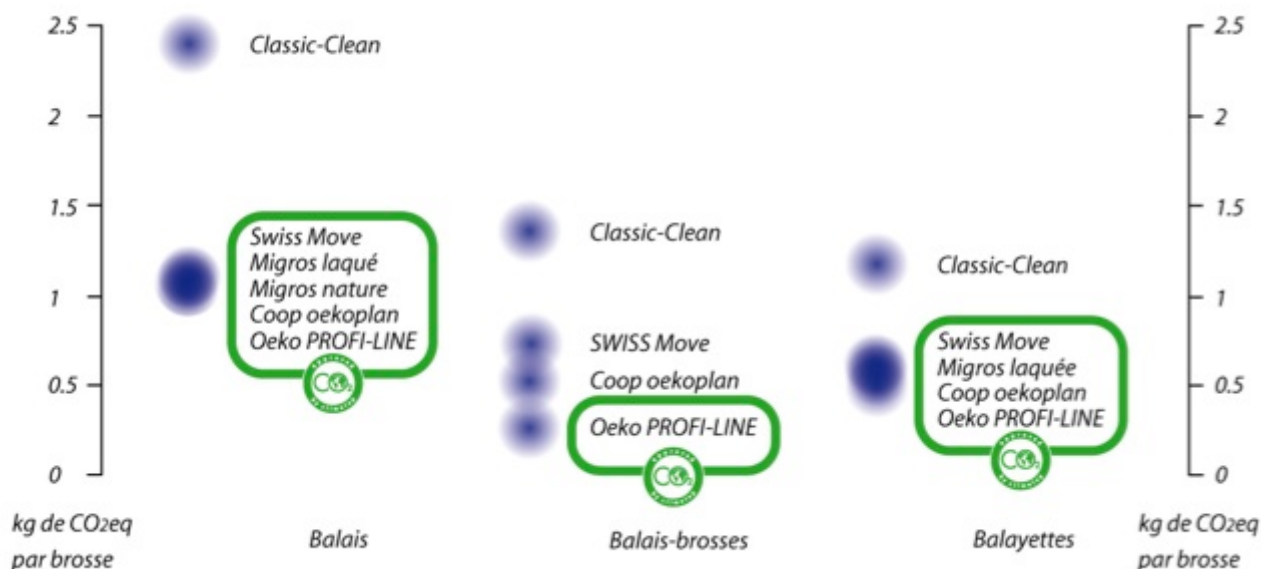 2.5
2
1.5
1
0.5
0
kg de CO2eq
par brosse
Classic-Clean
Swiss Move
Migros laqué
Migros nature
Coop oekoplan
Oeko PROFI-LINE
CO2
Balais
Classic-Clean
SWISS Move
Coop oekoplan
Oeko PROFI-LINE
CO2
Balais-brosses
Classic-Clean
Swiss Move
Migros laquée
Coop oekoplan
Oeko PROFI-LINE
CO2
Balayettes
2.5
2
1.5
1
0.5
0
kg de CO2eq
par brosse